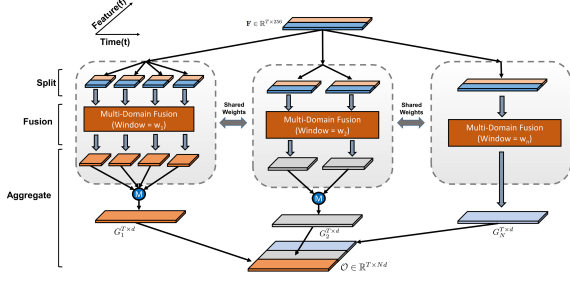 Feature(f)
Time(t)
F ∈ ℝ^{T×256}
Split
Fusion
Aggregate
Multi-Domain Fusion
(Window = w₁)
Shared
Weights
Multi-Domain Fusion
(Window = w₂)
Shared
Weights
Multi-Domain Fusion
(Window = wₙ)
M
M
G₁^{T×d}
G₂^{T×d}
G_N^{T×d}
𝒪 ∈ ℝ^{T×Nd}